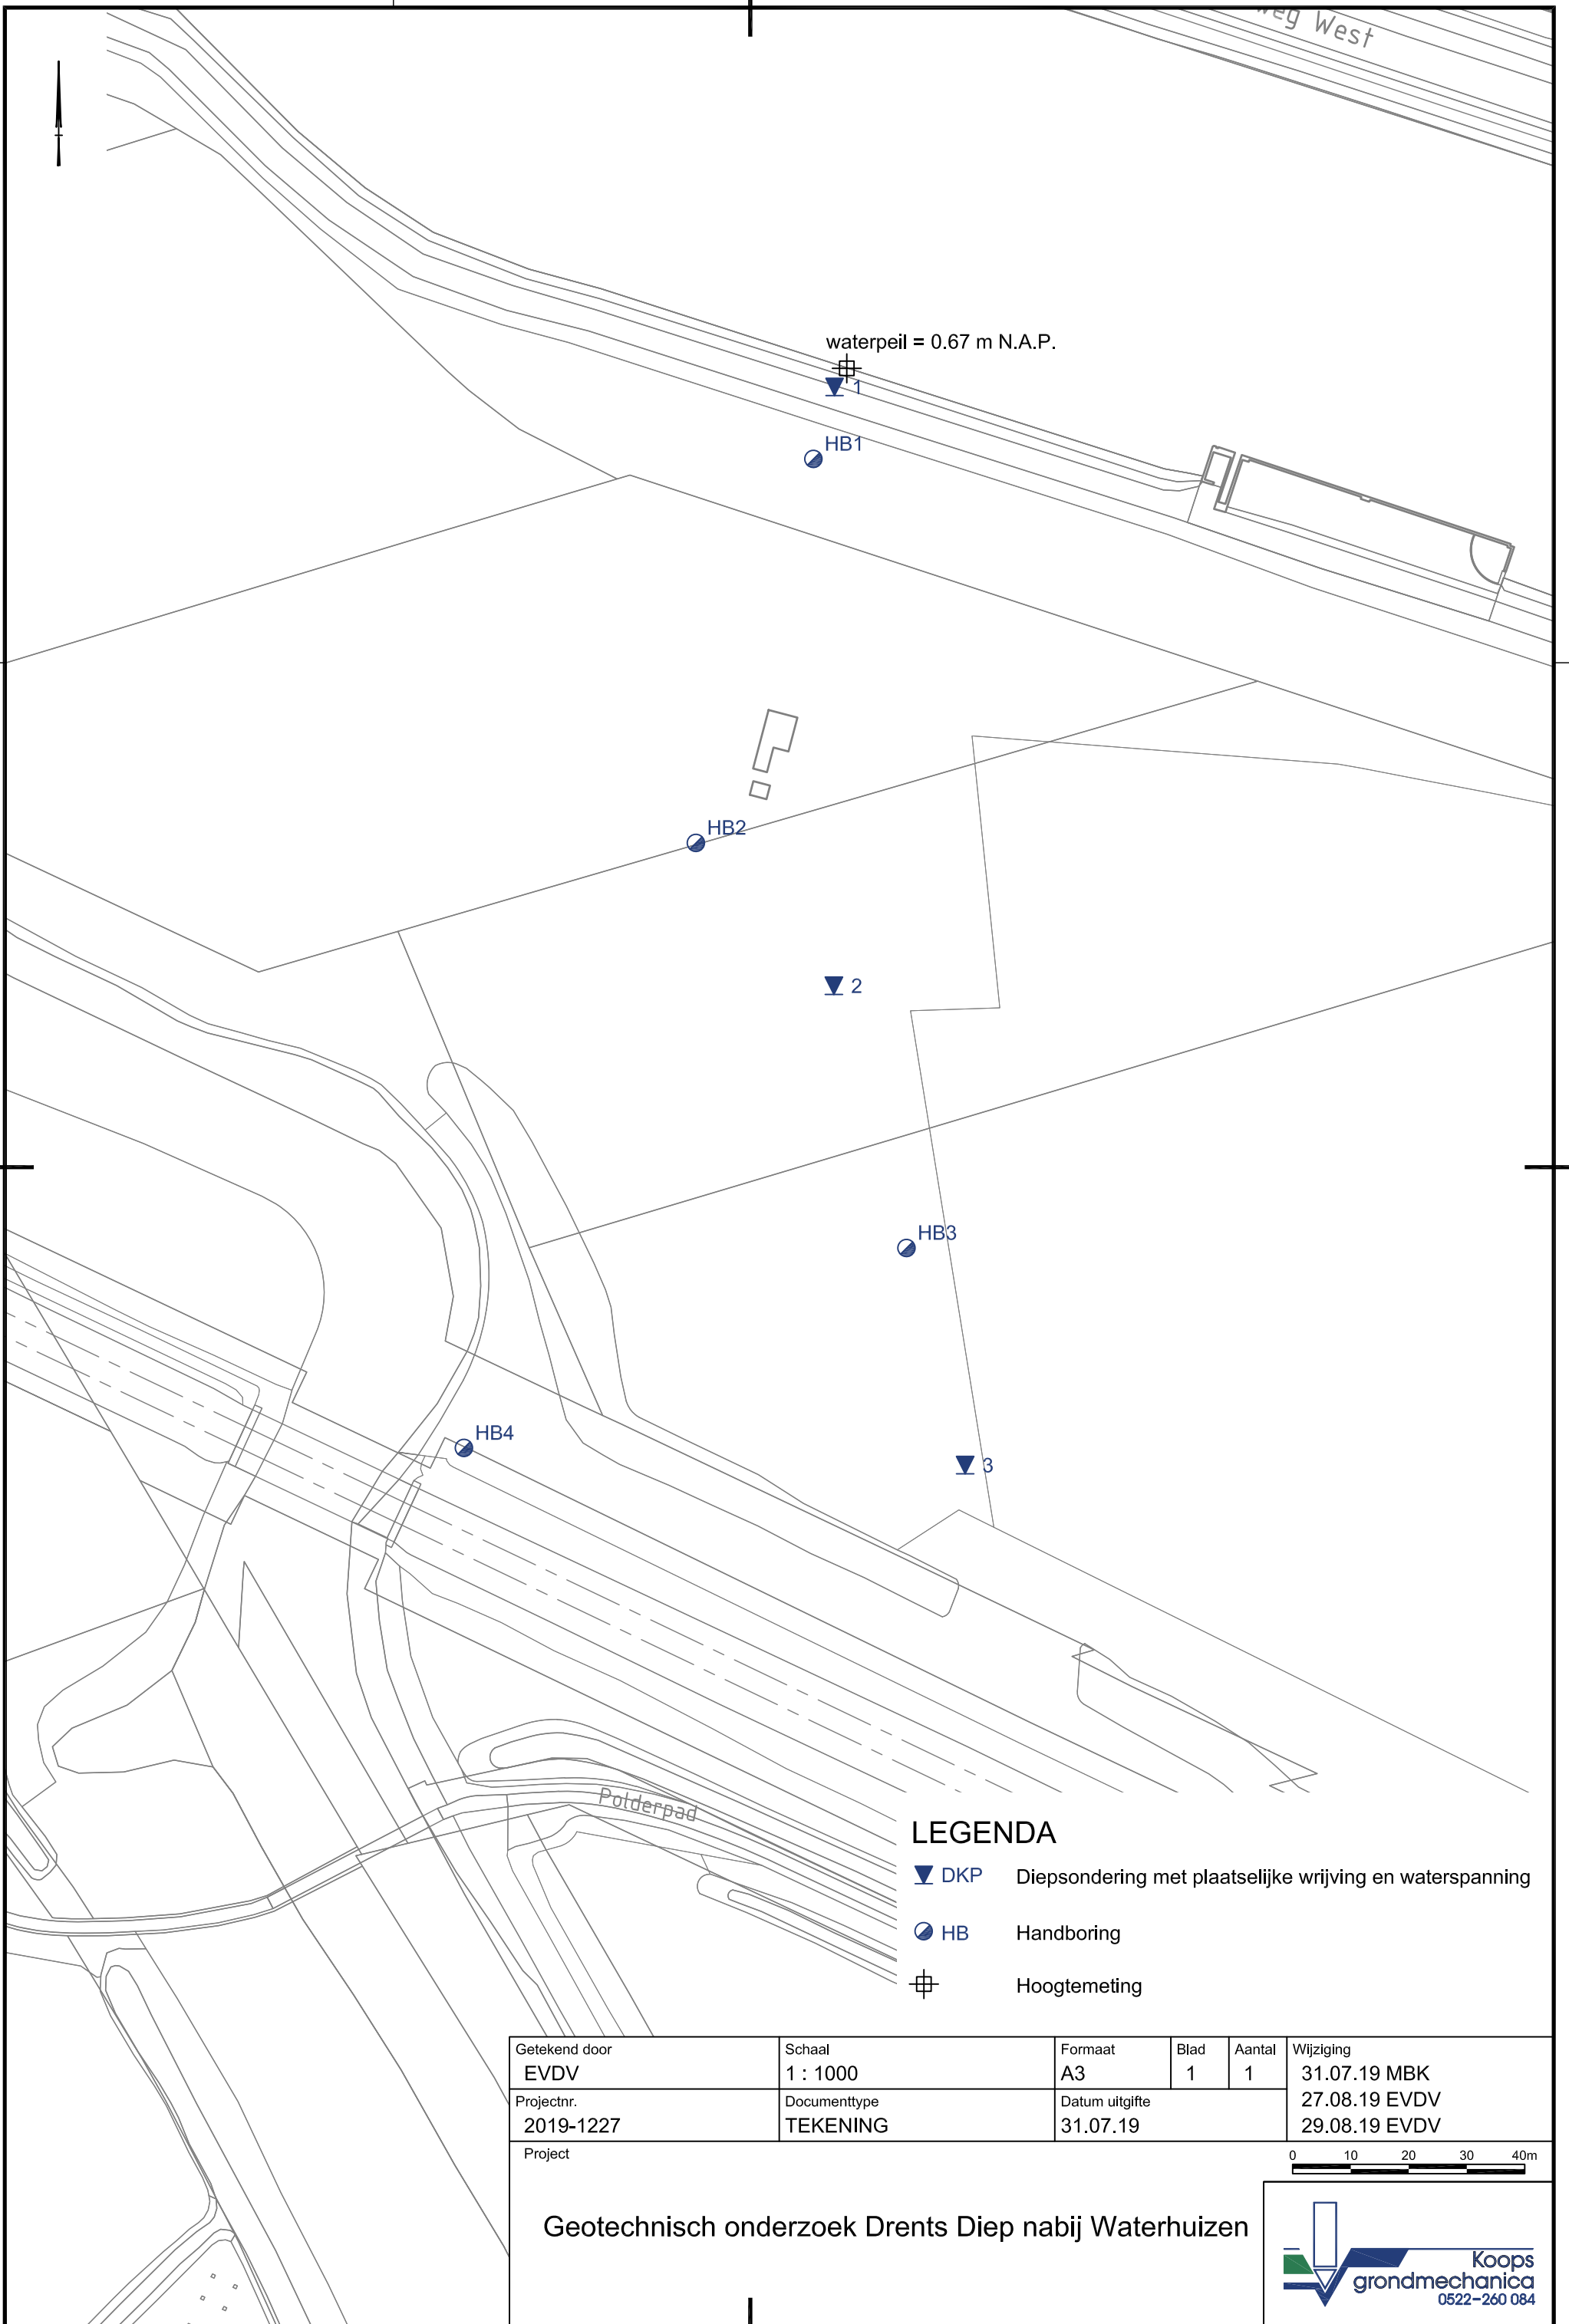 West
waterpeil = 0.67 m N.A.P.
1
HB1
HB2
2
HB3
HB4
3
Polderpad
LEGENDA
DKP Diepsondering met plaatselijke wrijving en waterspanning
HB Handboring
Hoogtemeting
Getekend door Schaal Formaat Blad Aantal Wijziging
EVDV 1 : 1000 A3 1 1 31.07.19 MBK
27.08.19 EVDV
Projectnr. Documenttype Datum uitgifte
2019-1227 TEKENING 31.07.19 29.08.19 EVDV
Project
0 10 20 30 40m
Geotechnisch onderzoek Drents Diep nabij Waterhuizen
Koops
grondmechanica
0522-260 084